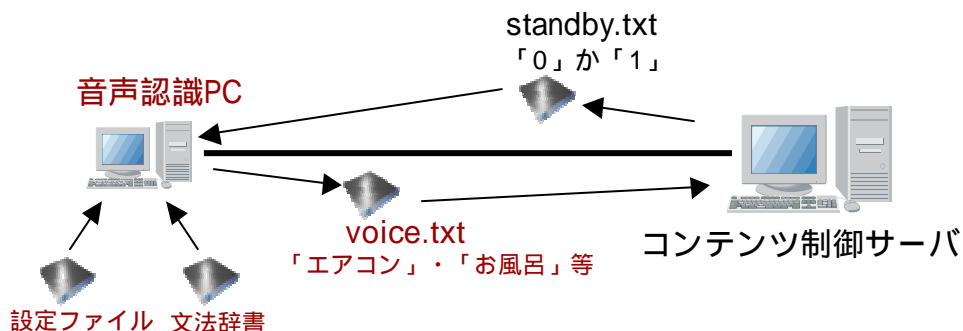 standby.txt
「0」か「1」
音声認識PC
voice.txt
「エアコン」・「お風呂」等
コンテンツ制御サーバ
設定ファイル 文法辞書